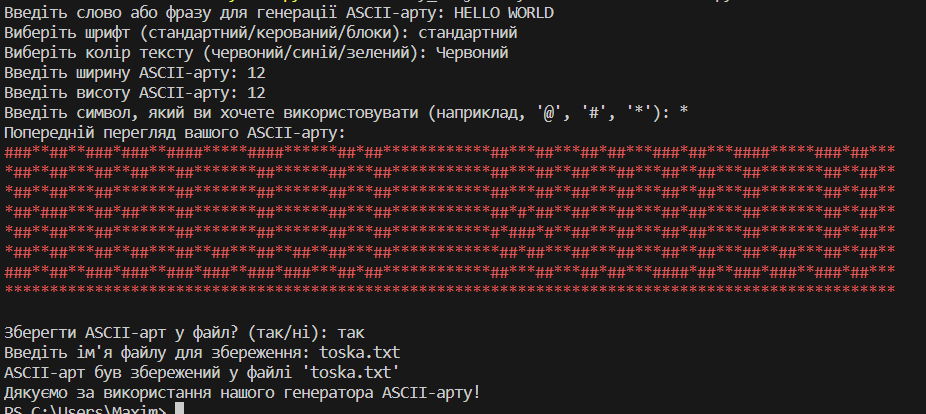 Введіть слово або фразу для генерації ASCII-арту: HELLO WORLD
Виберіть шрифт (стандартний/керований/блоки): стандартний
Виберіть колір тексту (червоний/синій/зелений): Червоний
Введіть ширину ASCII-арту: 12
Введіть висоту ASCII-арту: 12
Введіть символ, який ви хочете використовувати (наприклад, '@', '#', '*'): *
Попередній перегляд вашого ASCII-арту:
Зберегти ASCII-арт у файл? (так/ні): так
Введіть ім'я файлу для збереження: toska.txt
ASCII-арт був збережений у файлі 'toska.txt'
Дякуємо за використання нашого генератора ASCII-арту!
PS C:\Users\Maxim>